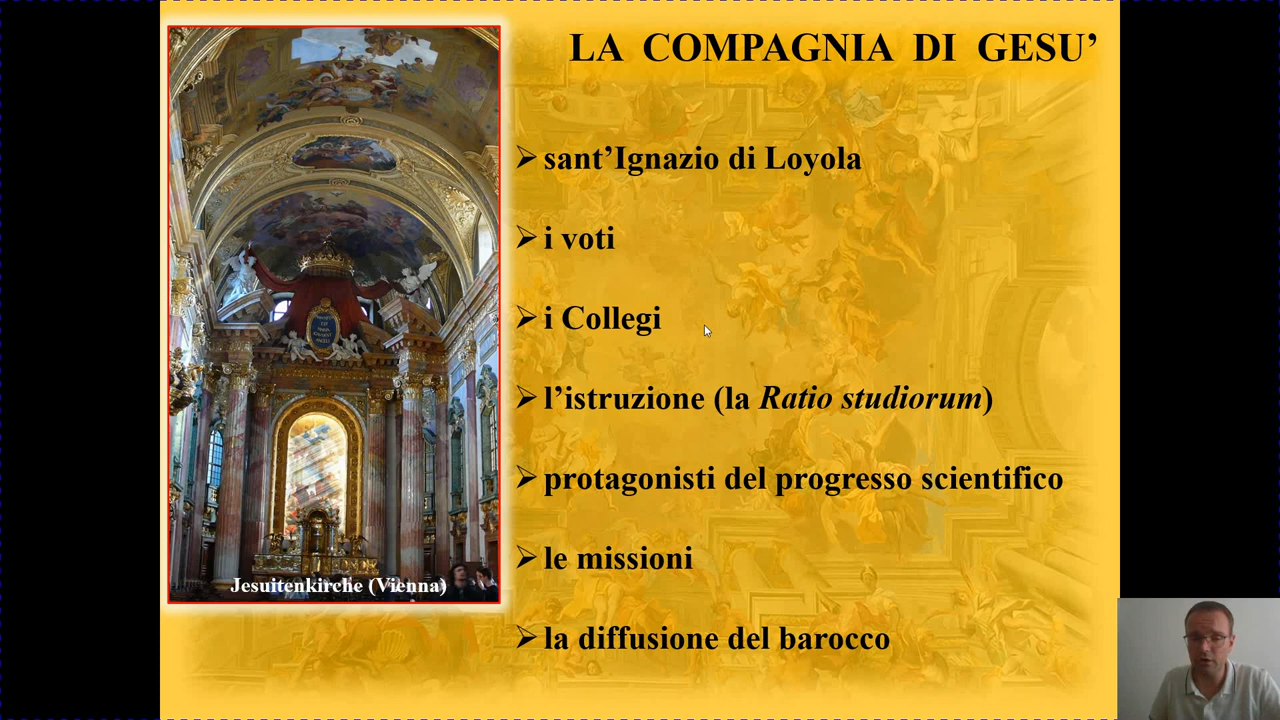 LA COMPAGNIA DI GESU’
sant’Ignazio di Loyola
i voti
i Collegi
l’istruzione (la Ratio studiorum)
protagonisti del progresso scientifico
le missioni
la diffusione del barocco
Jesuitenkirche (Vienna)